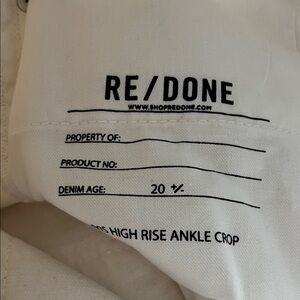 RE/DONE
WWW.SHOPREDONE.COM
PROPERTY OF:
PRODUCT NO:
DENIM AGE: 20 +/-
HIGH RISE ANKLE CROP